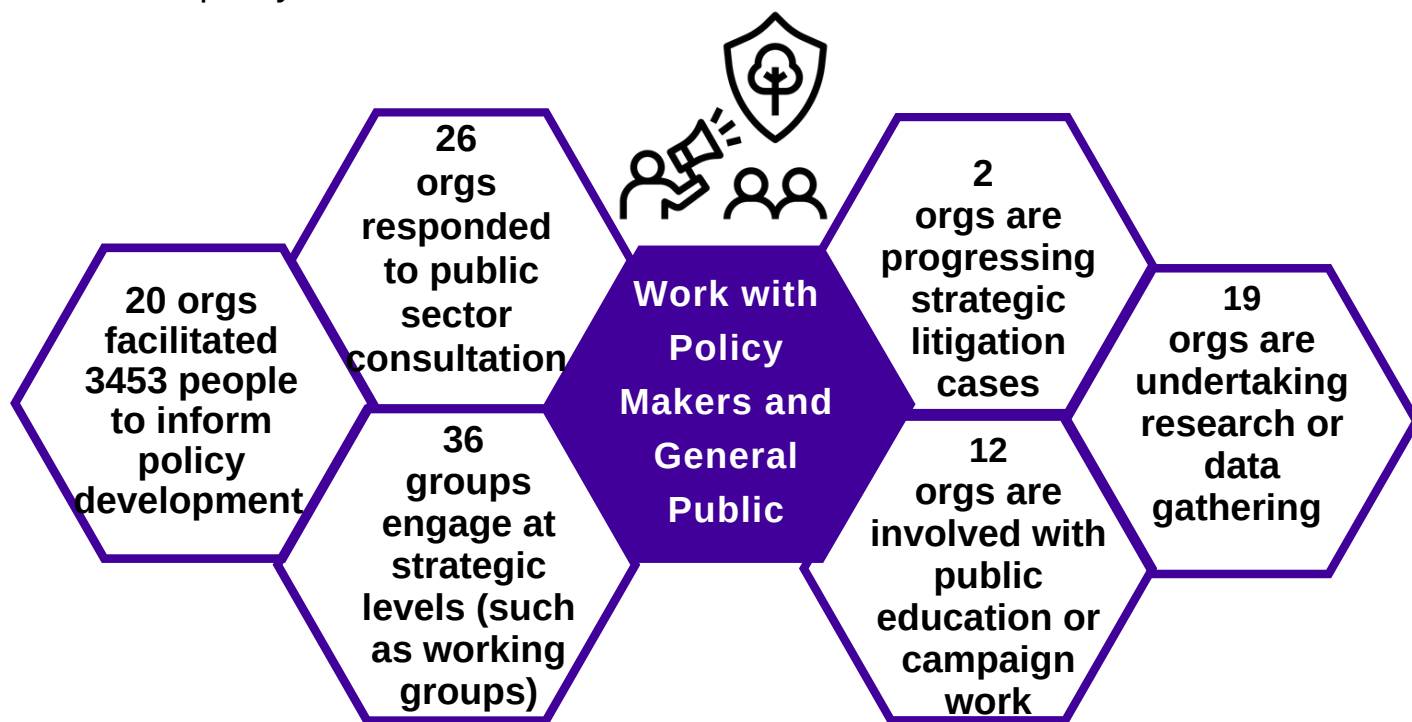 26
orgs
responded
to public
sector
consultation
20 orgs
facilitated
3453 people
to inform
policy
development
36
groups
engage at
strategic
levels (such
as working
groups)
Work with
Policy
Makers and
General
Public
2
orgs are
progressing
strategic
litigation
cases
19
orgs are
undertaking
research or
data
gathering
12
orgs are
involved with
public
education or
campaign
work